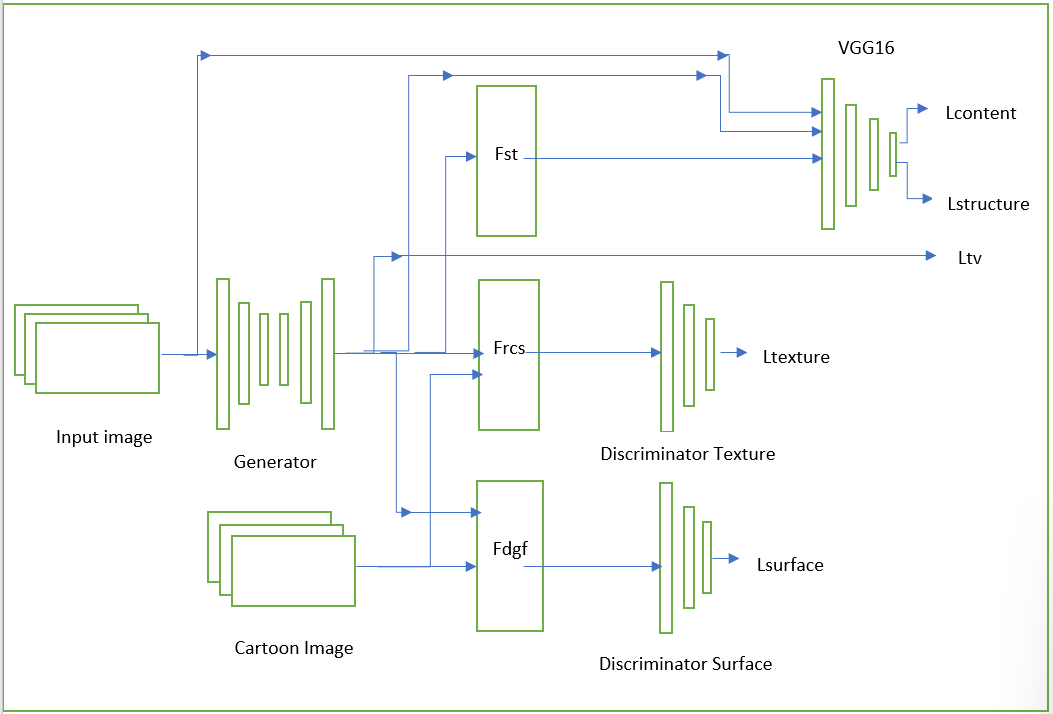 VGG16
Lcontent
Fst
Lstructure
Ltv
Frcs
Ltexture
Input image
Generator
Discriminator Texture
Fdgf
Lsurface
Cartoon Image
Discriminator Surface